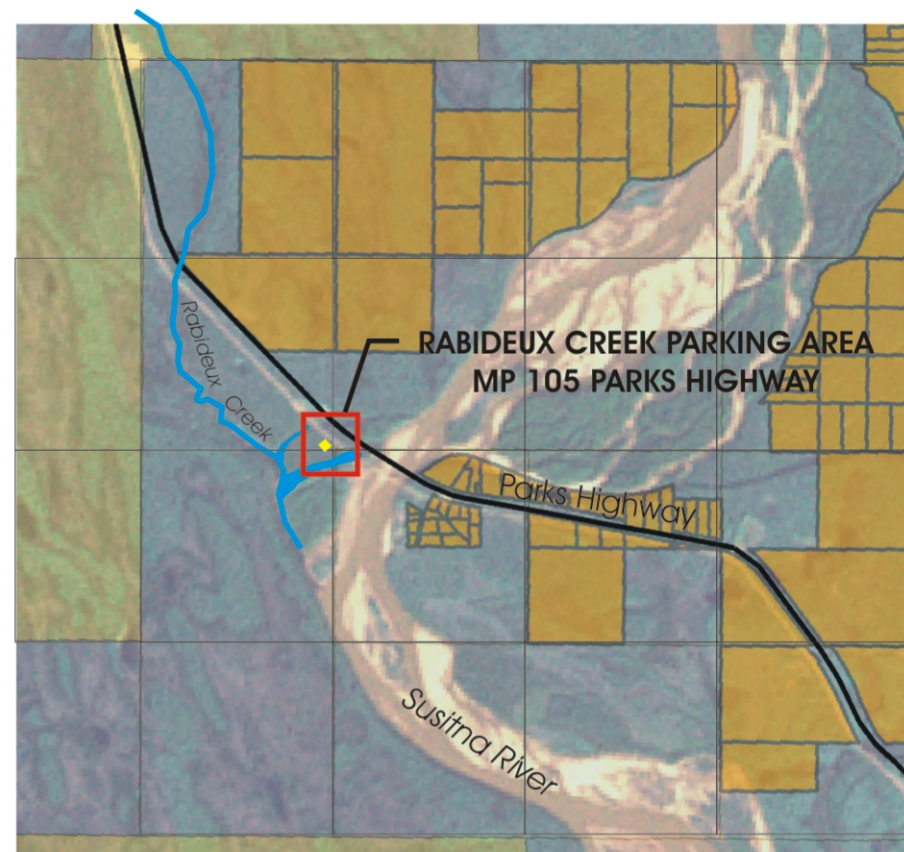 RABIDEUX CREEK PARKING AREA
MP 105 PARKS HIGHWAY
Rabideux Creek
Parks Highway
Susitna River